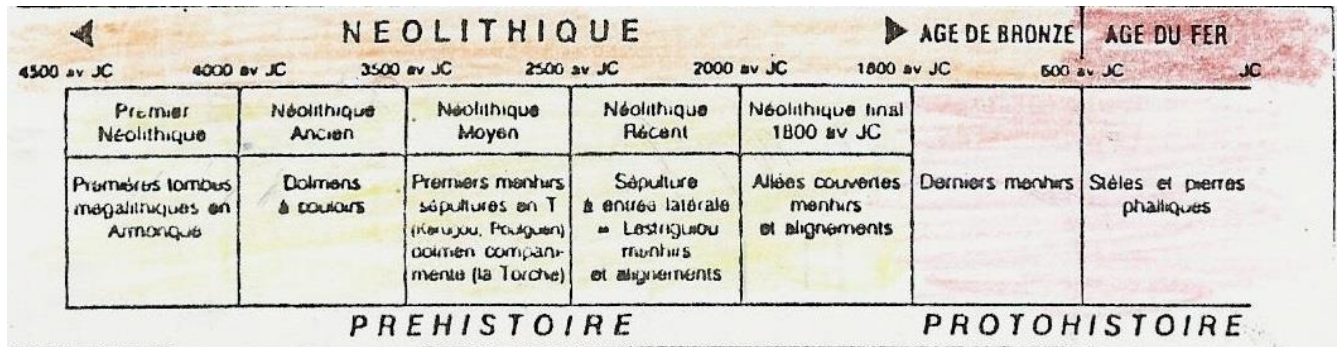 NEOLITHIQUE AGE DE BRONZE AGE DU FER
4500 av JC 4000 av JC 3500 av JC 2500 av JC 2000 av JC 1800 av JC 600 av JC JC
Premier Néolithique Néolithique Néolithique Néolithique final
Néolithique Ancien Moyen Récent 1800 av JC
Premières tombes Dolmens Premiers menhirs Sépulture Allées couvertes Derniers menhirs Stèles et pierres
mégalithiques en à couloirs sépultures en T à entrée latérale menhirs phalliques
Armorique (Kerugou, Poulguen) Lestriguiou et alignements
dolmen compartimenté menhirs
(la Torche) et alignements
PREHISTOIRE PROTOHISTOIRE